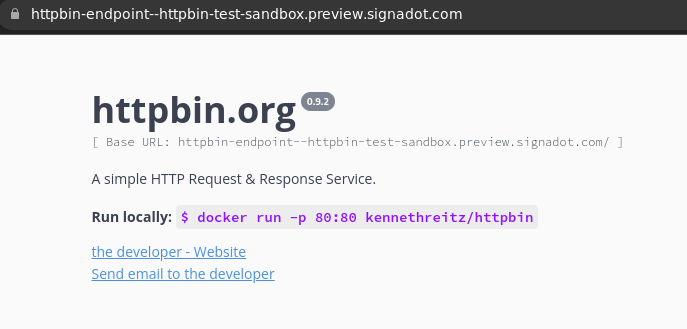 httpbin-endpoint--httpbin-test-sandbox.preview.signadot.com
httpbin.org 0.9.2
[ Base URL: httpbin-endpoint--httpbin-test-sandbox.preview.signadot.com/ ]
A simple HTTP Request & Response Service.
Run locally: $ docker run -p 80:80 kennethreitz/httpbin
the developer - Website
Send email to the developer